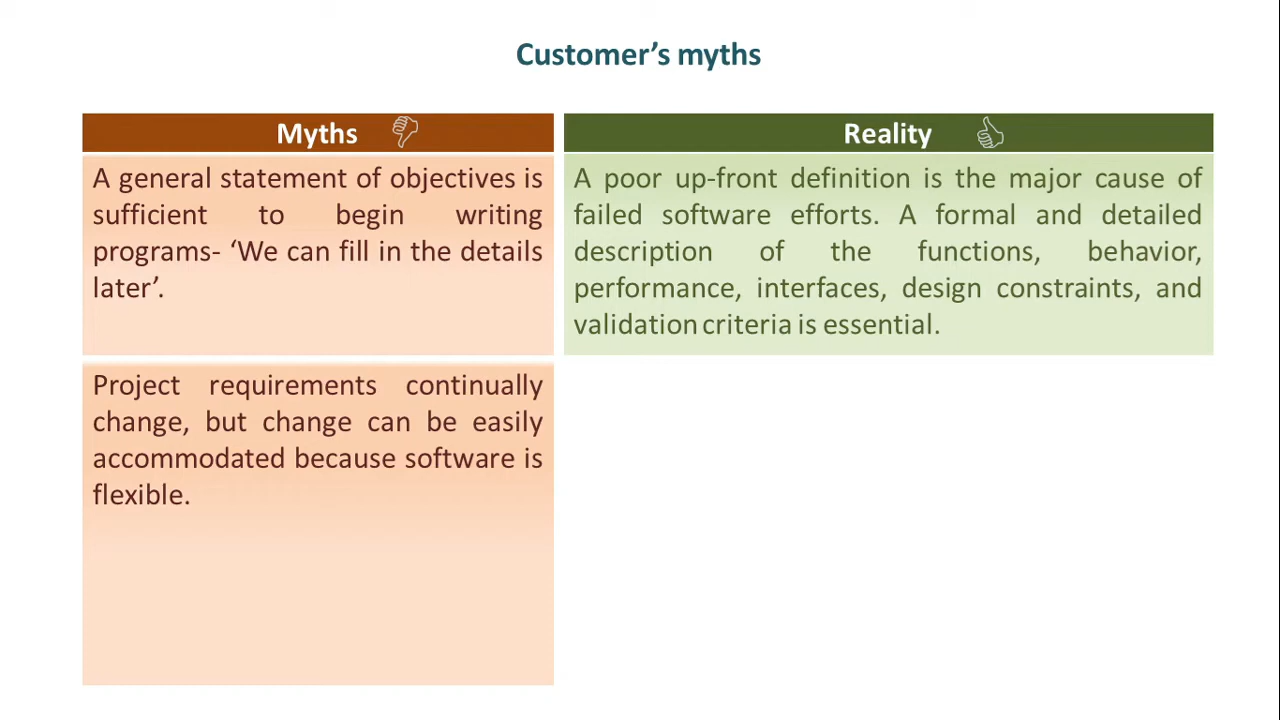 Customer’s myths
Myths
Reality
A general statement of objectives is
sufficient to begin writing
programs- ‘We can fill in the details
later’.
A poor up-front definition is the major cause of
failed software efforts. A formal and detailed
description of the functions, behavior,
performance, interfaces, design constraints, and
validation criteria is essential.
Project requirements continually
change, but change can be easily
accommodated because software is
flexible.